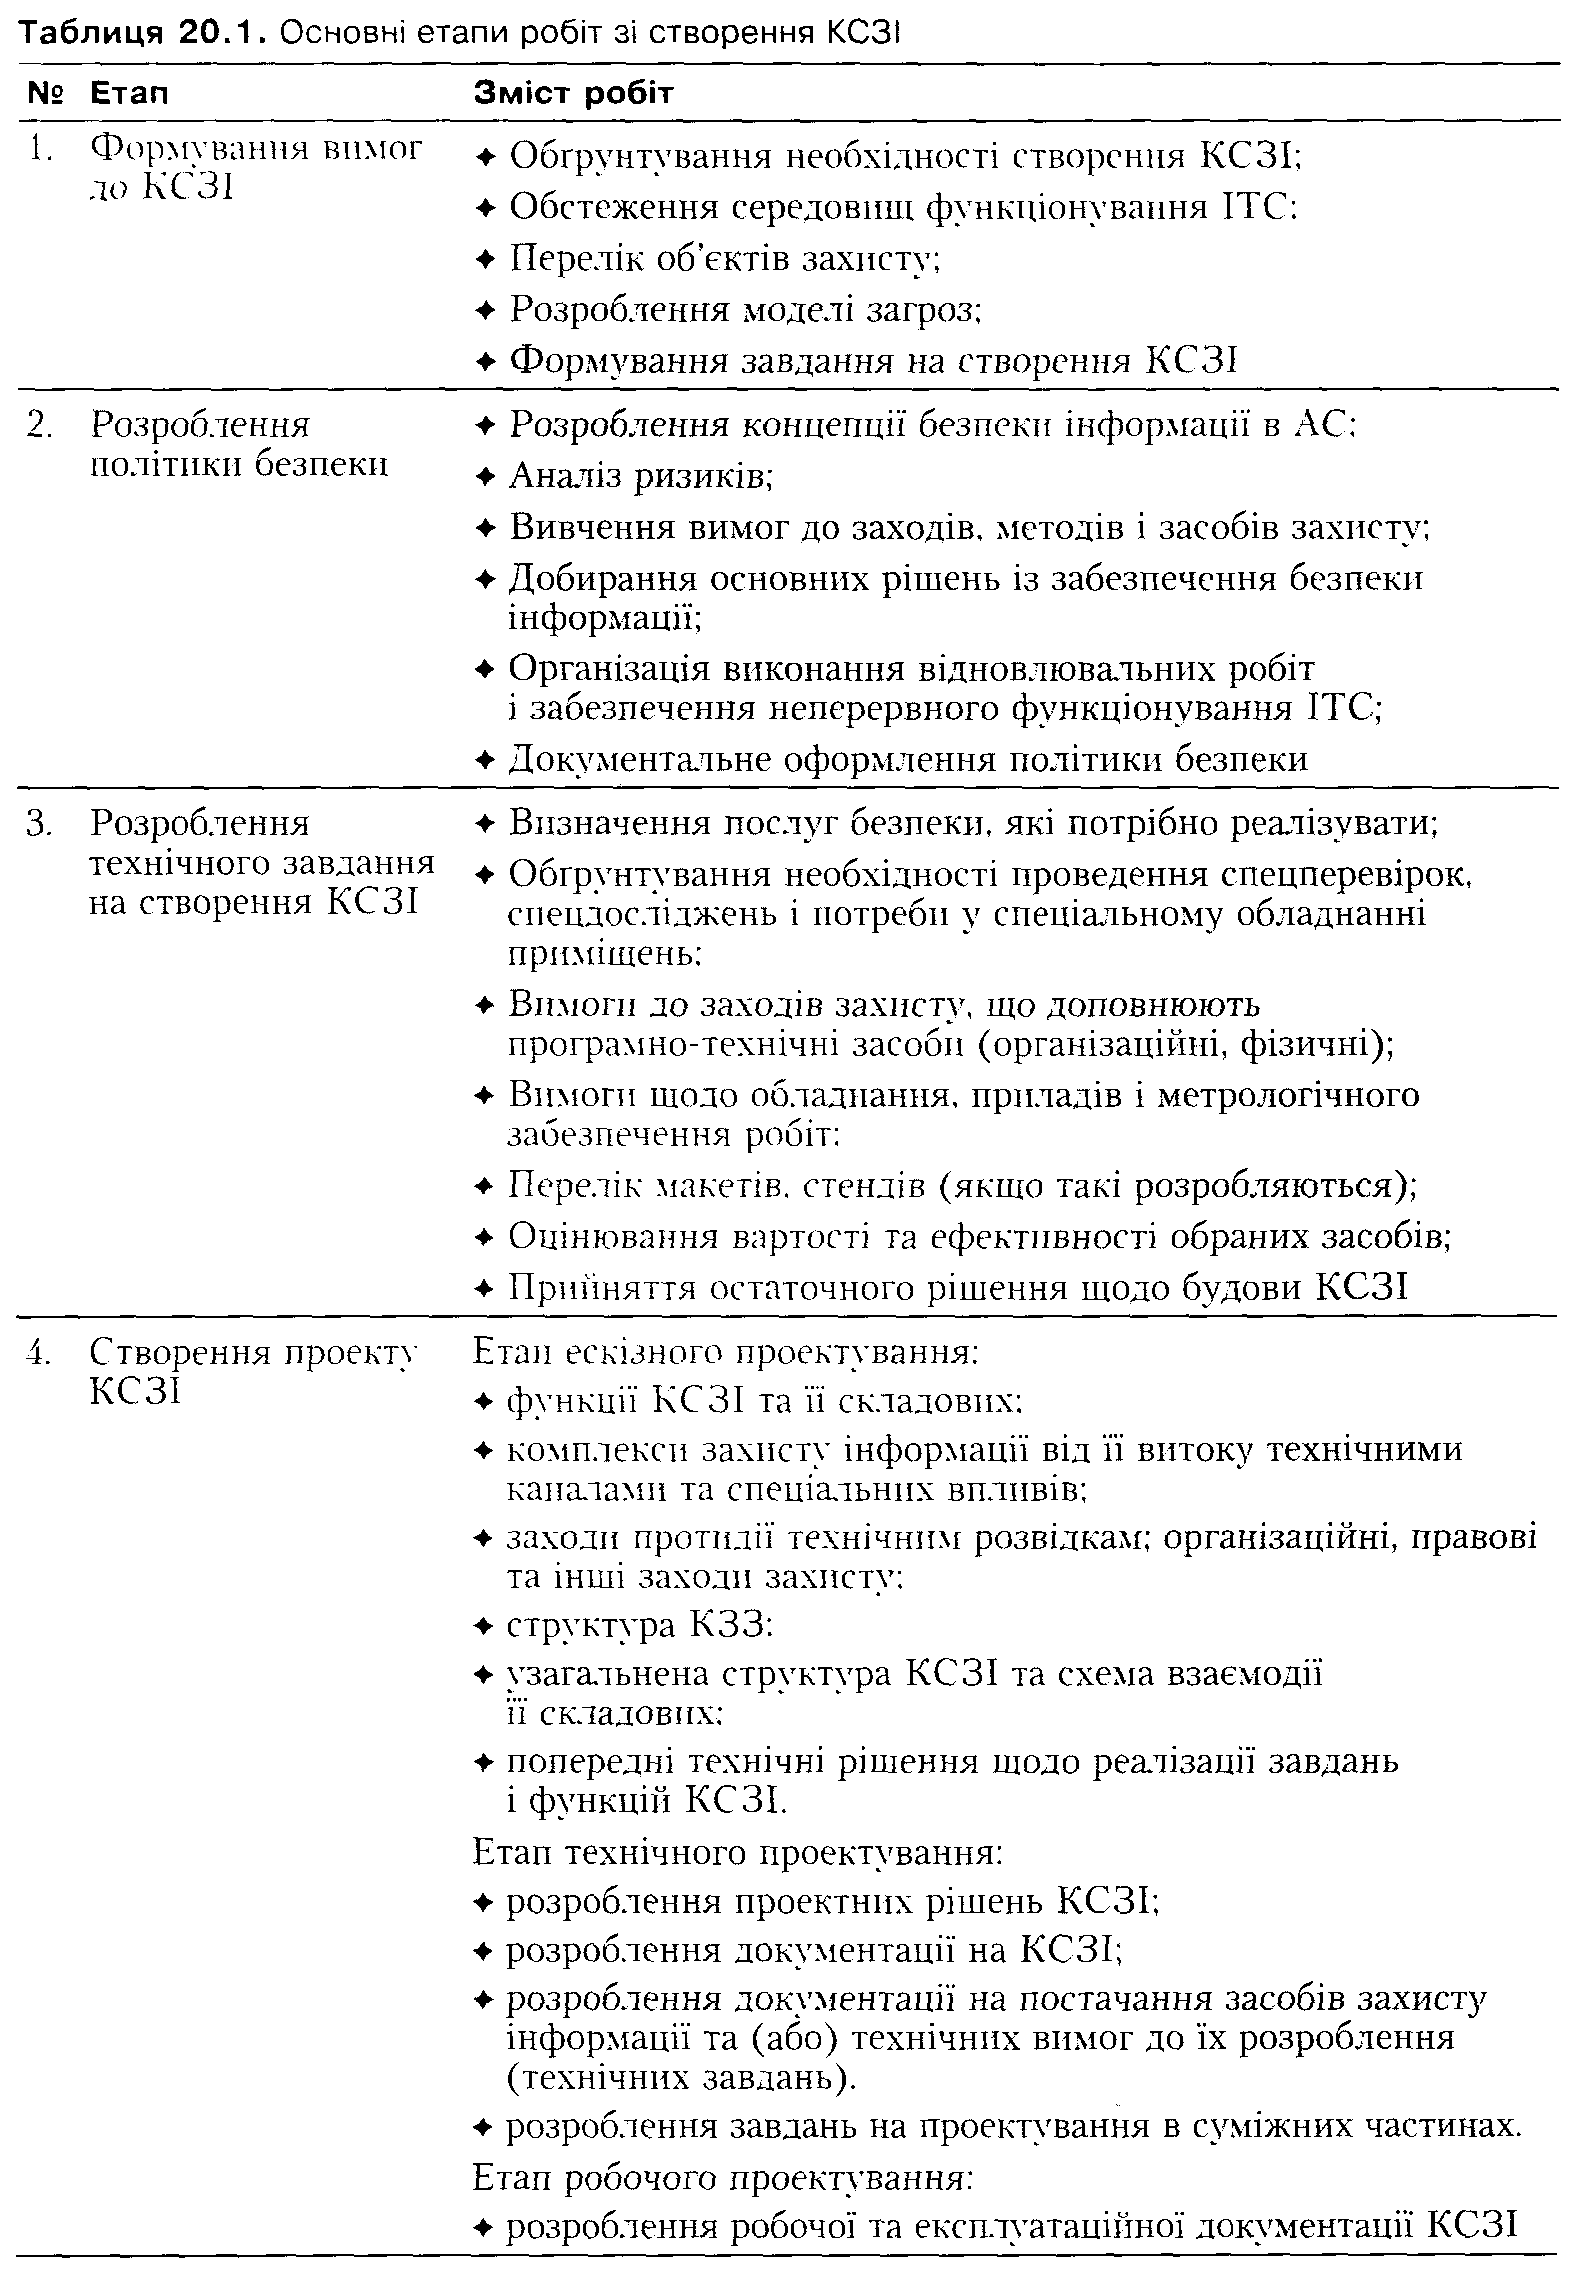 Таблиця 20.1. Основні етапи робіт зі створення КСЗІ
№ Етап Зміст робіт
1. Формування вимог
до КСЗІ
✦ Обґрунтування необхідності створення КСЗІ;
✦ Обстеження середовищ функціонування ІТС;
✦ Перелік об'єктів захисту;
✦ Розроблення моделі загроз;
✦ Формування завдання на створення КСЗІ
2. Розроблення
політики безпеки
✦ Розроблення концепції безпеки інформації в АС;
✦ Аналіз ризиків;
✦ Вивчення вимог до заходів, методів і засобів захисту;
✦ Добирання основних рішень із забезпечення безпеки
інформації;
✦ Організація виконання відновлювальних робіт
і забезпечення неперервного функціонування ІТС;
✦ Документальне оформлення політики безпеки
3. Розроблення
технічного завдання
на створення КСЗІ
✦ Визначення послуг безпеки, які потрібно реалізувати;
✦ Обґрунтування необхідності проведення спецперевірок,
спецдосліджень і потреби у спеціальному обладнанні
приміщень;
✦ Вимоги до заходів захисту, що доповнюють
програмно-технічні засоби (організаційні, фізичні);
✦ Вимоги щодо обладнання, приладів і метрологічного
забезпечення робіт;
✦ Перелік макетів, стендів (якщо такі розробляються);
✦ Оцінювання вартості та ефективності обраних засобів;
✦ Прийняття остаточного рішення щодо будови КСЗІ
4. Створення проекту
КСЗІ
Етап ескізного проектування:
✦ функції КСЗІ та її складових;
✦ комплекси захисту інформації від її витоку технічними
каналами та спеціальних впливів;
✦ заходи протидії технічним розвідкам; організаційні, правові
та інші заходи захисту;
✦ структура КЗЗ;
✦ узагальнена структура КСЗІ та схема взаємодії
її складових;
✦ попередні технічні рішення щодо реалізації завдань
і функцій КСЗІ.
Етап технічного проектування:
✦ розроблення проектних рішень КСЗІ;
✦ розроблення документації на КСЗІ;
✦ розроблення документації на постачання засобів захисту
інформації та (або) технічних вимог до їх розроблення
(технічних завдань).
✦ розроблення завдань на проектування в суміжних частинах.
Етап робочого проектування:
✦ розроблення робочої та експлуатаційної документації КСЗІ